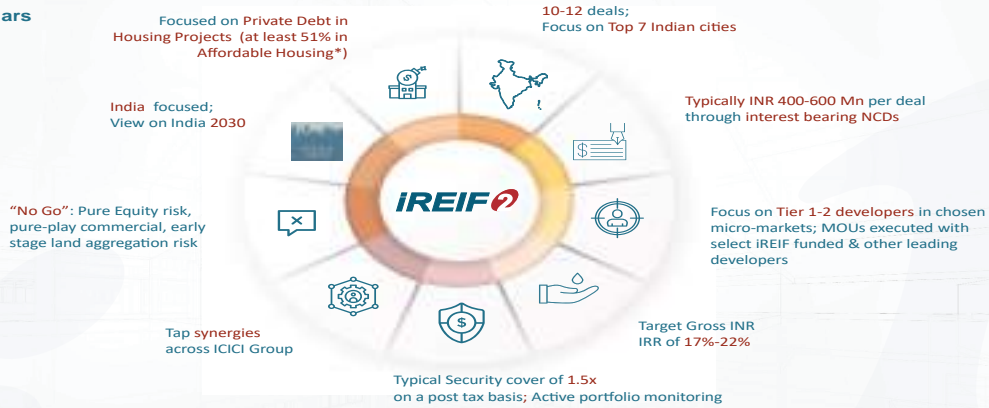 ars
Focused on Private Debt in
Housing Projects (at least 51% in
Affordable Housing*)
10-12 deals;
Focus on Top 7 Indian cities
India focused;
View on India 2030
Typically INR 400-600 Mn per deal
through interest bearing NCDs
$
$
iREIF2
"No Go": Pure Equity risk,
pure-play commercial, early
stage land aggregation risk
Focus on Tier 1-2 developers in chosen
micro-markets; MOUs executed with
select iREIF funded & other leading
developers
Tap synergies
across ICICI Group
$
Target Gross INR
IRR of 17%-22%
Typical Security cover of 1.5x
on a post tax basis; Active portfolio monitoring